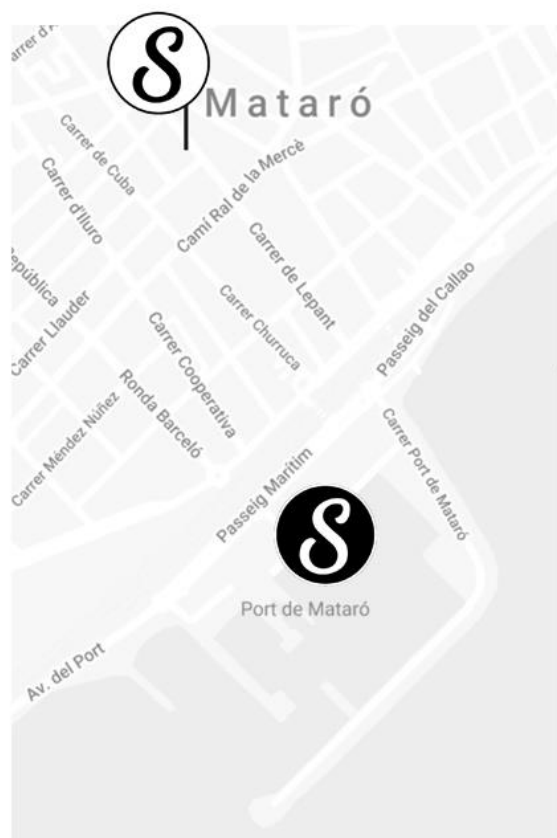 S
Mataró
Carrer de Cuba
Camí Ral de la Mercè
Carrer d'Iluro
Carrer de Lepant
República
Passeig del Callao
Carrer Llauder
Carrer Churruca
Carrer Cooperativa
Ronda Barceló
Carrer Méndez Núñez
Carrer Port de Mataró
Passeig Marítim
S
Port de Mataró
Av. del Port